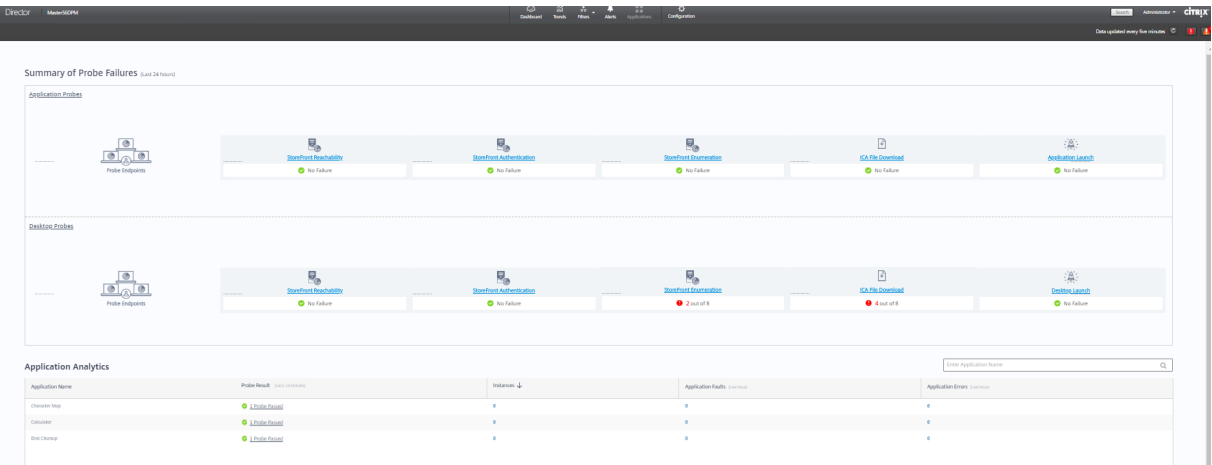 Director MasterSEDPM Dashboard Trends Filters Alerts Applications Configuration Search Administrator citrix
Data updated every five minutes
Summary of Probe Failures (Last 24 hours)
Application Probes
Probe Endpoints
StoreFront Reachability StoreFront Authentication StoreFront Enumeration ICA File Download Application Launch
No Failure No Failure No Failure No Failure No Failure
Desktop Probes
Probe Endpoints
StoreFront Reachability StoreFront Authentication StoreFront Enumeration ICA File Download Desktop Launch
No Failure No Failure 2 out of 8 4 out of 8 No Failure
Application Analytics Enter Application Name
Application Name Probe Result Instances Application Faults Application Errors
Character Map 1 Probe Passed 0 0 0
Calculator 1 Probe Passed 0 0 0
Disk Cleanup 1 Probe Passed 0 0 0